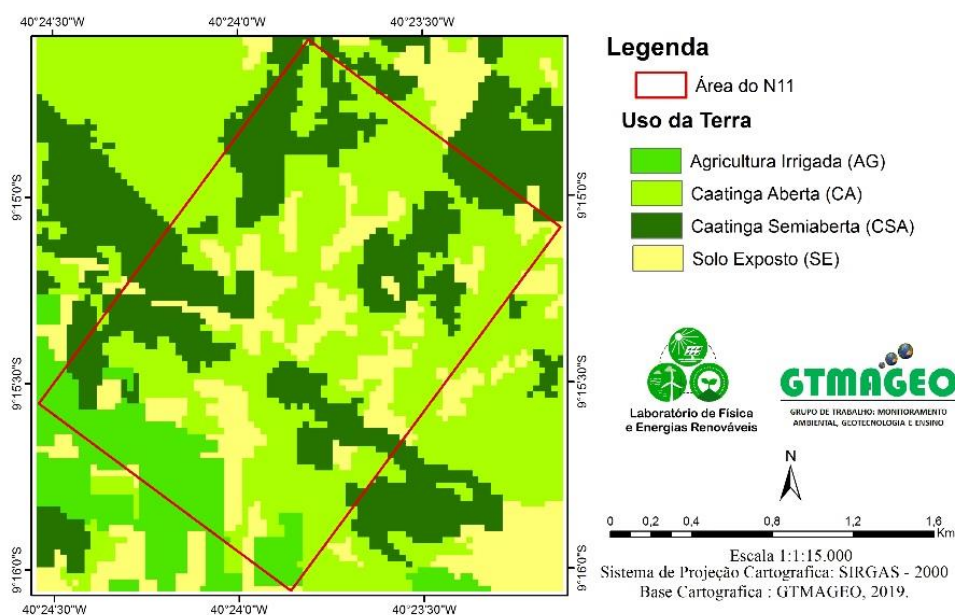 40°24'30"W
40°24'0"W
40°23'30"W
9°15'0"S
9°15'30"S
9°16'0"S
9°15'0"S
9°15'30"S
9°16'0"S
40°24'30"W
40°24'0"W
40°23'30"W
Legenda
Área do N11
Uso da Terra
Agricultura Irrigada (AG)
Caatinga Aberta (CA)
Caatinga Semiaberta (CSA)
Solo Exposto (SE)
Laboratório de Física
e Energias Renováveis
GTMAGEO
GRUPO DE TRABALHO: MONITORAMENTO
AMBIENTAL, GEOTECNOLOGIA E ENSINO
N
0 0,2 0,4 0,8 1,2 1,6
Km
Escala 1:1:15.000
Sistema de Projeção Cartografica: SIRGAS - 2000
Base Cartografica : GTMAGEO, 2019.